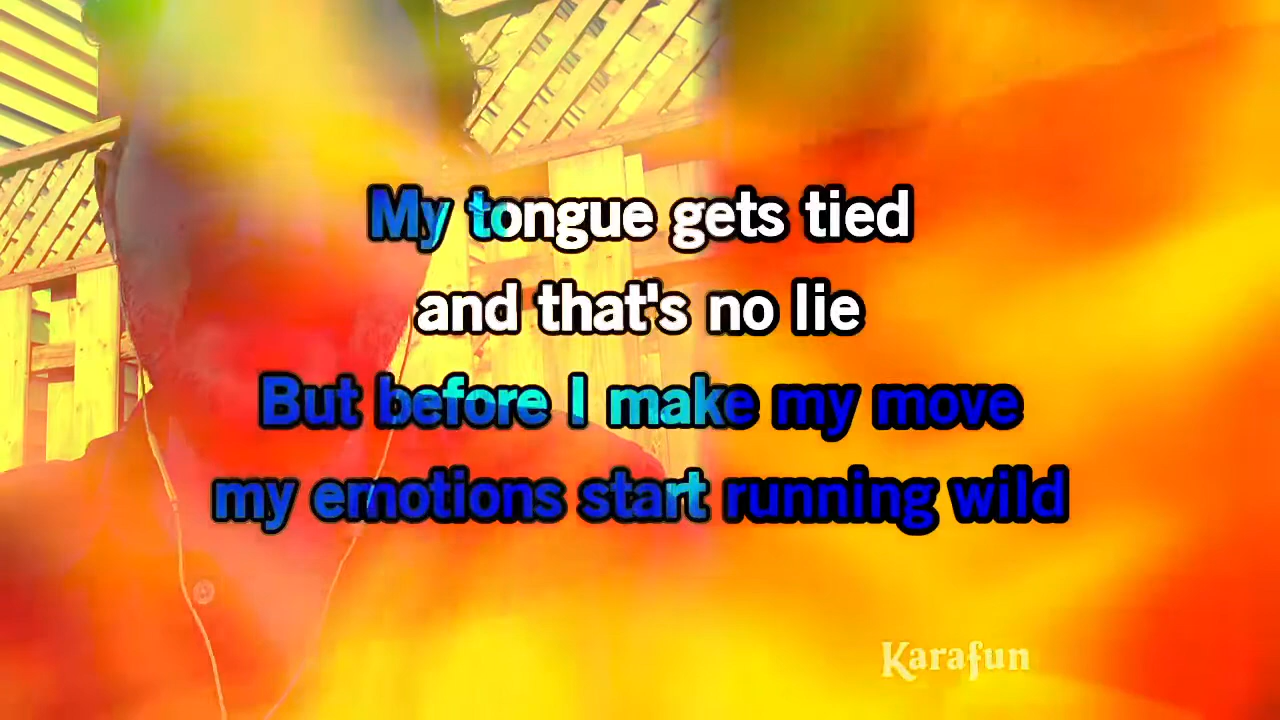 My tongue gets tied
and that's no lie
But before I make my move
my emotions start running wild
Karafun